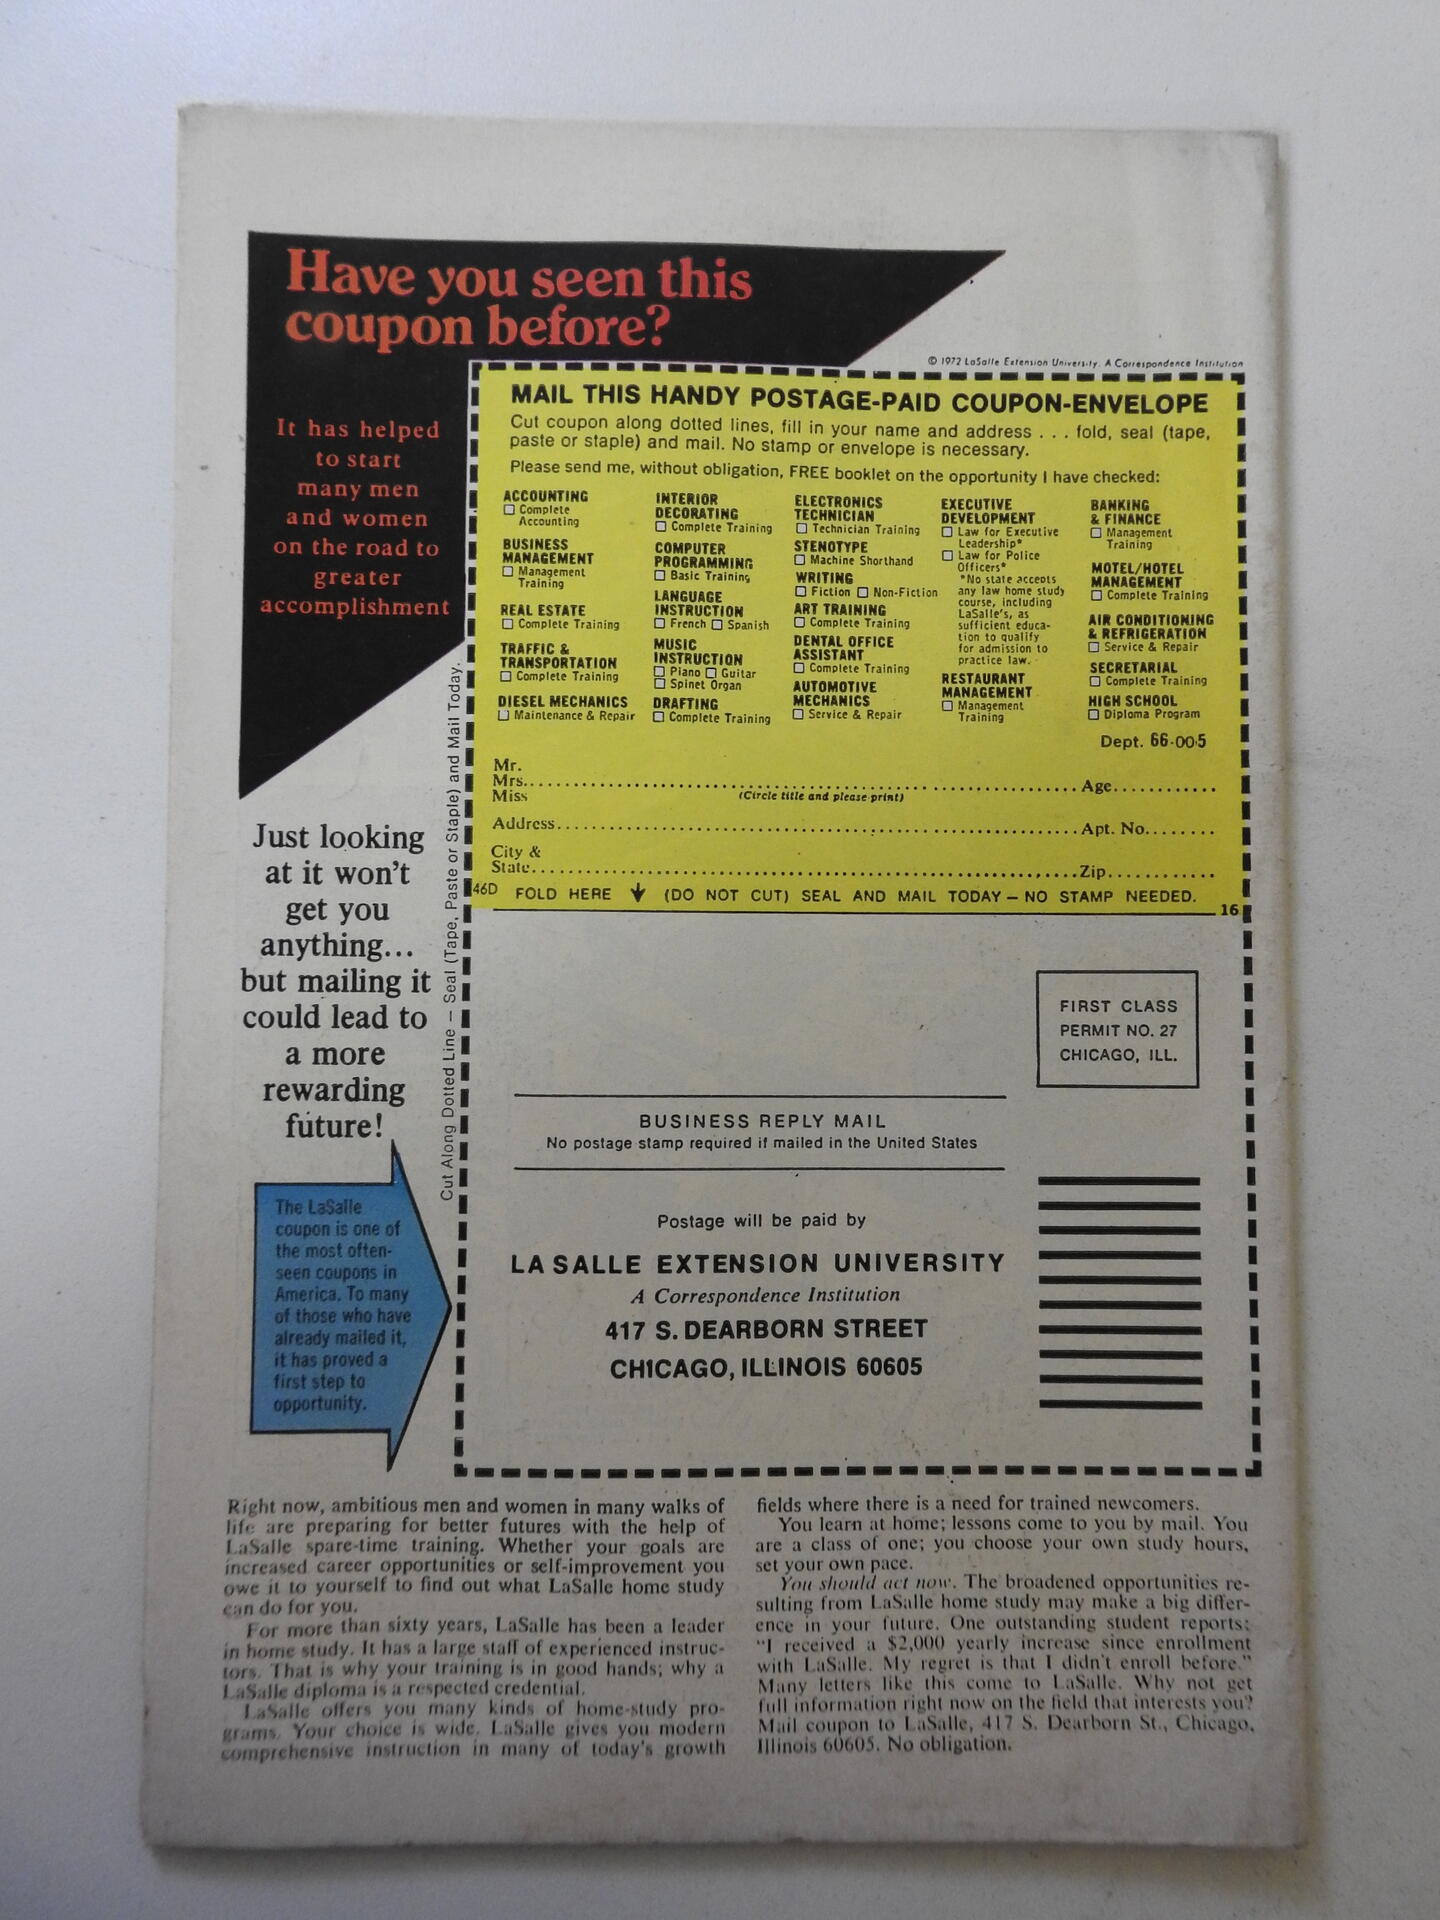 Have you seen this
coupon before?
It has helped
to start
many men
and women
on the road to
greater
accomplishment
© 1972 LaSalle Extension University. A Correspondence Institution
MAIL THIS HANDY POSTAGE-PAID COUPON-ENVELOPE
Cut coupon along dotted lines, fill in your name and address . . . fold, seal (tape,
paste or staple) and mail. No stamp or envelope is necessary.
Please send me, without obligation, FREE booklet on the opportunity I have checked:
ACCOUNTING
☐ Complete
Accounting
BUSINESS
MANAGEMENT
☐ Management
Training
REAL ESTATE
☐ Complete Training
TRAFFIC &
TRANSPORTATION
☐ Complete Training
DIESEL MECHANICS
☐ Maintenance & Repair
INTERIOR
DECORATING
☐ Complete Training
COMPUTER
PROGRAMMING
☐ Basic Training
LANGUAGE
INSTRUCTION
☐ French ☐ Spanish
MUSIC
INSTRUCTION
☐ Piano ☐ Guitar
☐ Spinet Organ
DRAFTING
☐ Complete Training
ELECTRONICS
TECHNICIAN
☐ Technician Training
STENOTYPE
☐ Machine Shorthand
WRITING
☐ Fiction ☐ Non-Fiction
ART TRAINING
☐ Complete Training
DENTAL OFFICE
ASSISTANT
☐ Complete Training
AUTOMOTIVE
MECHANICS
☐ Service & Repair
EXECUTIVE
DEVELOPMENT
☐ Law for Executive
Leadership*
☐ Law for Police
Officers*
*No state accepts
any law home study
course, including
LaSalle's, as
sufficient educa-
tion to qualify
for admission to
practice law.
RESTAURANT
MANAGEMENT
☐ Management
Training
BANKING
& FINANCE
☐ Management
Training
MOTEL/HOTEL
MANAGEMENT
☐ Complete Training
AIR CONDITIONING
& REFRIGERATION
☐ Service & Repair
SECRETARIAL
☐ Complete Training
HIGH SCHOOL
☐ Diploma Program
Dept. 66-005
Mr.
Mrs. Age
Miss (Circle title and please print)
Address Apt. No.
City &
State Zip
46D FOLD HERE ↓ (DO NOT CUT) SEAL AND MAIL TODAY – NO STAMP NEEDED.
16
Cut Along Dotted Line – Seal (Tape, Paste or Staple) and Mail Today.
Just looking
at it won't
get you
anything...
but mailing it
could lead to
a more
rewarding
future!
FIRST CLASS
PERMIT NO. 27
CHICAGO, ILL.
BUSINESS REPLY MAIL
No postage stamp required if mailed in the United States
Postage will be paid by
LA SALLE EXTENSION UNIVERSITY
A Correspondence Institution
417 S. DEARBORN STREET
CHICAGO, ILLINOIS 60605
The LaSalle
coupon is one of
the most often-
seen coupons in
America. To many
of those who have
already mailed it,
it has proved a
first step to
opportunity.
Right now, ambitious men and women in many walks of
life are preparing for better futures with the help of
LaSalle spare-time training. Whether your goals are
increased career opportunities or self-improvement you
owe it to yourself to find out what LaSalle home study
can do for you.
For more than sixty years, LaSalle has been a leader
in home study. It has a large staff of experienced instruc-
tors. That is why your training is in good hands; why a
LaSalle diploma is a respected credential.
LaSalle offers you many kinds of home-study pro-
grams. Your choice is wide. LaSalle gives you modern
comprehensive instruction in many of today's growth
fields where there is a need for trained newcomers.
You learn at home; lessons come to you by mail. You
are a class of one; you choose your own study hours,
set your own pace.
You should act now. The broadened opportunities re-
sulting from LaSalle home study may make a big differ-
ence in your future. One outstanding student reports:
"I received a $2,000 yearly increase since enrollment
with LaSalle. My regret is that I didn't enroll before."
Many letters like this come to LaSalle. Why not get
full information right now on the field that interests you?
Mail coupon to LaSalle, 417 S. Dearborn St., Chicago,
Illinois 60605. No obligation.